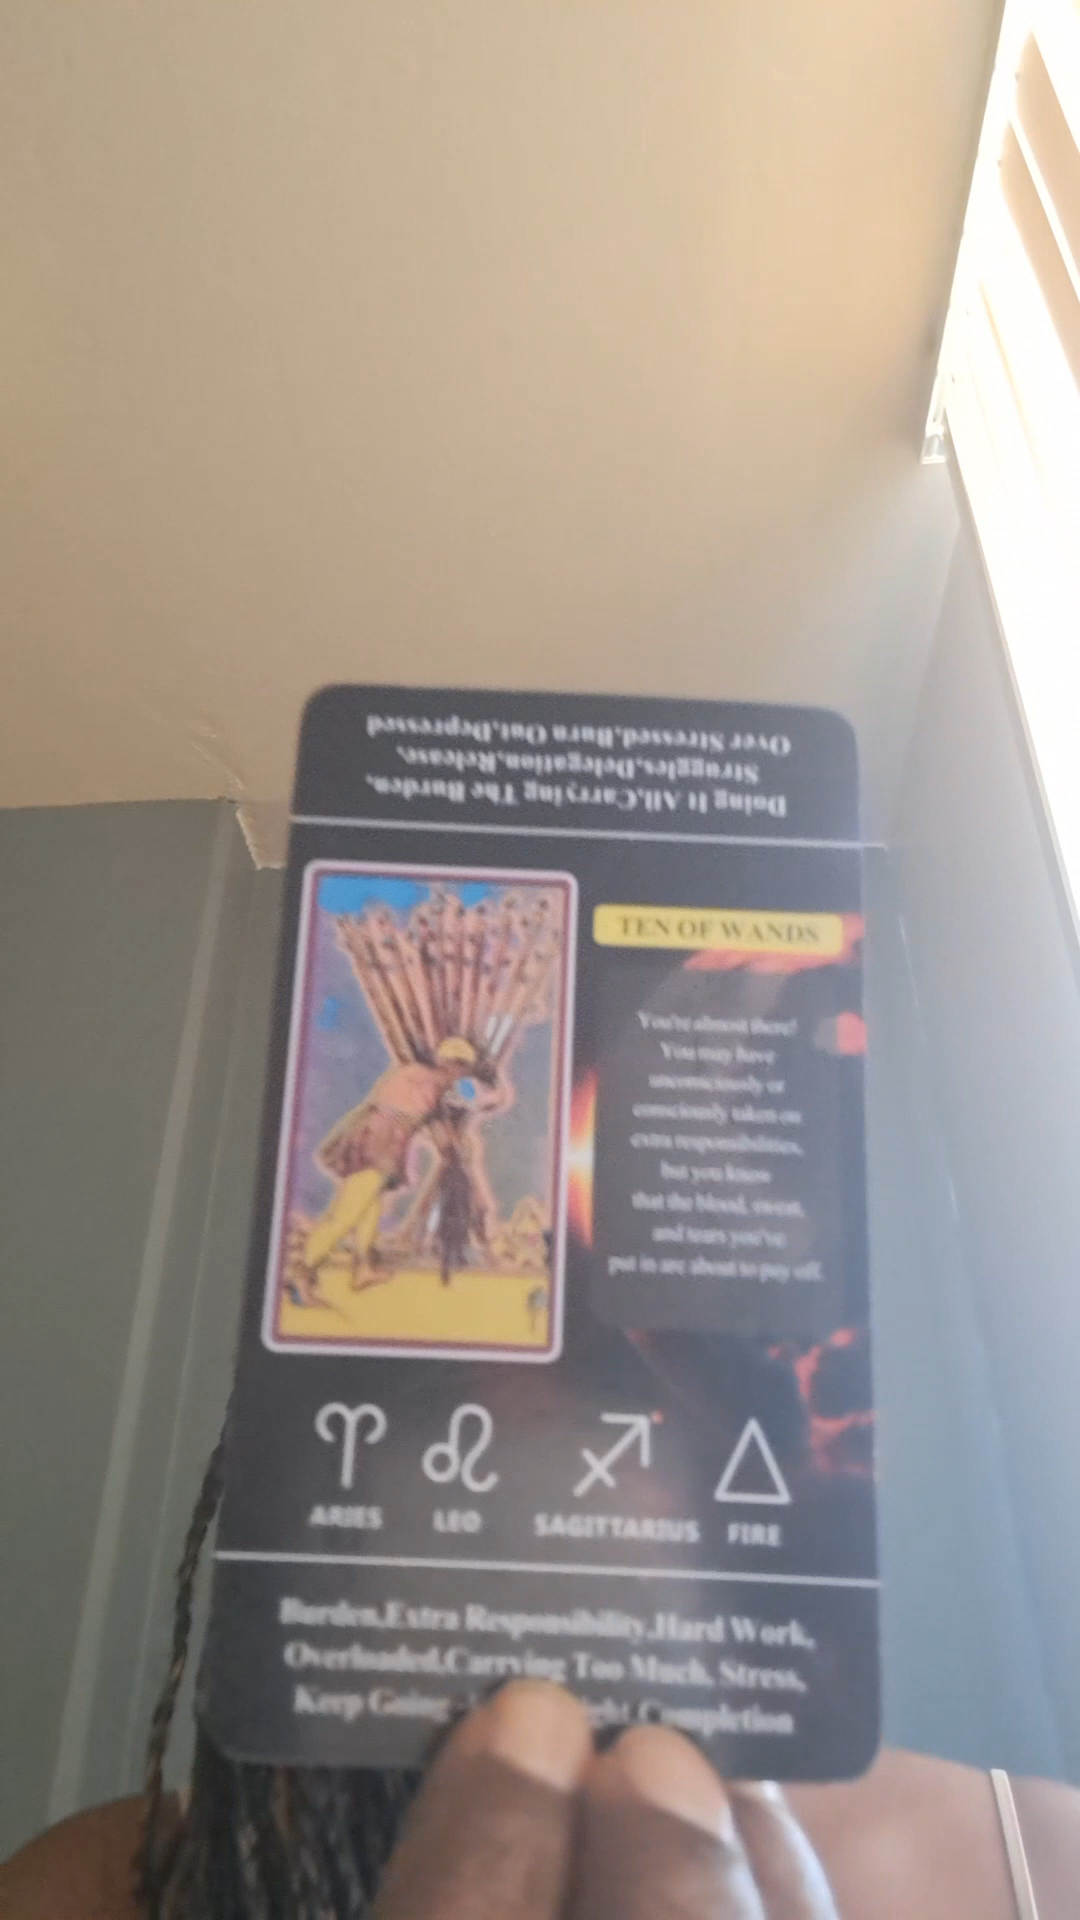 Doing It All,Carrying The Burden,
Struggles,Delegation,Release,
Over Stressed,Burn Out,Depressed
TEN OF WANDS
You're almost there!
You may have
unconsciously or
consciously taken on
extra responsibilities,
but you know
that the blood, sweat,
and tears you've
put in are about to pay off.
ARIES LEO SAGITTARIUS FIRE
Burden,Extra Responsibility,Hard Work,
Overloaded,Carrying Too Much, Stress,
Keep Going Completion